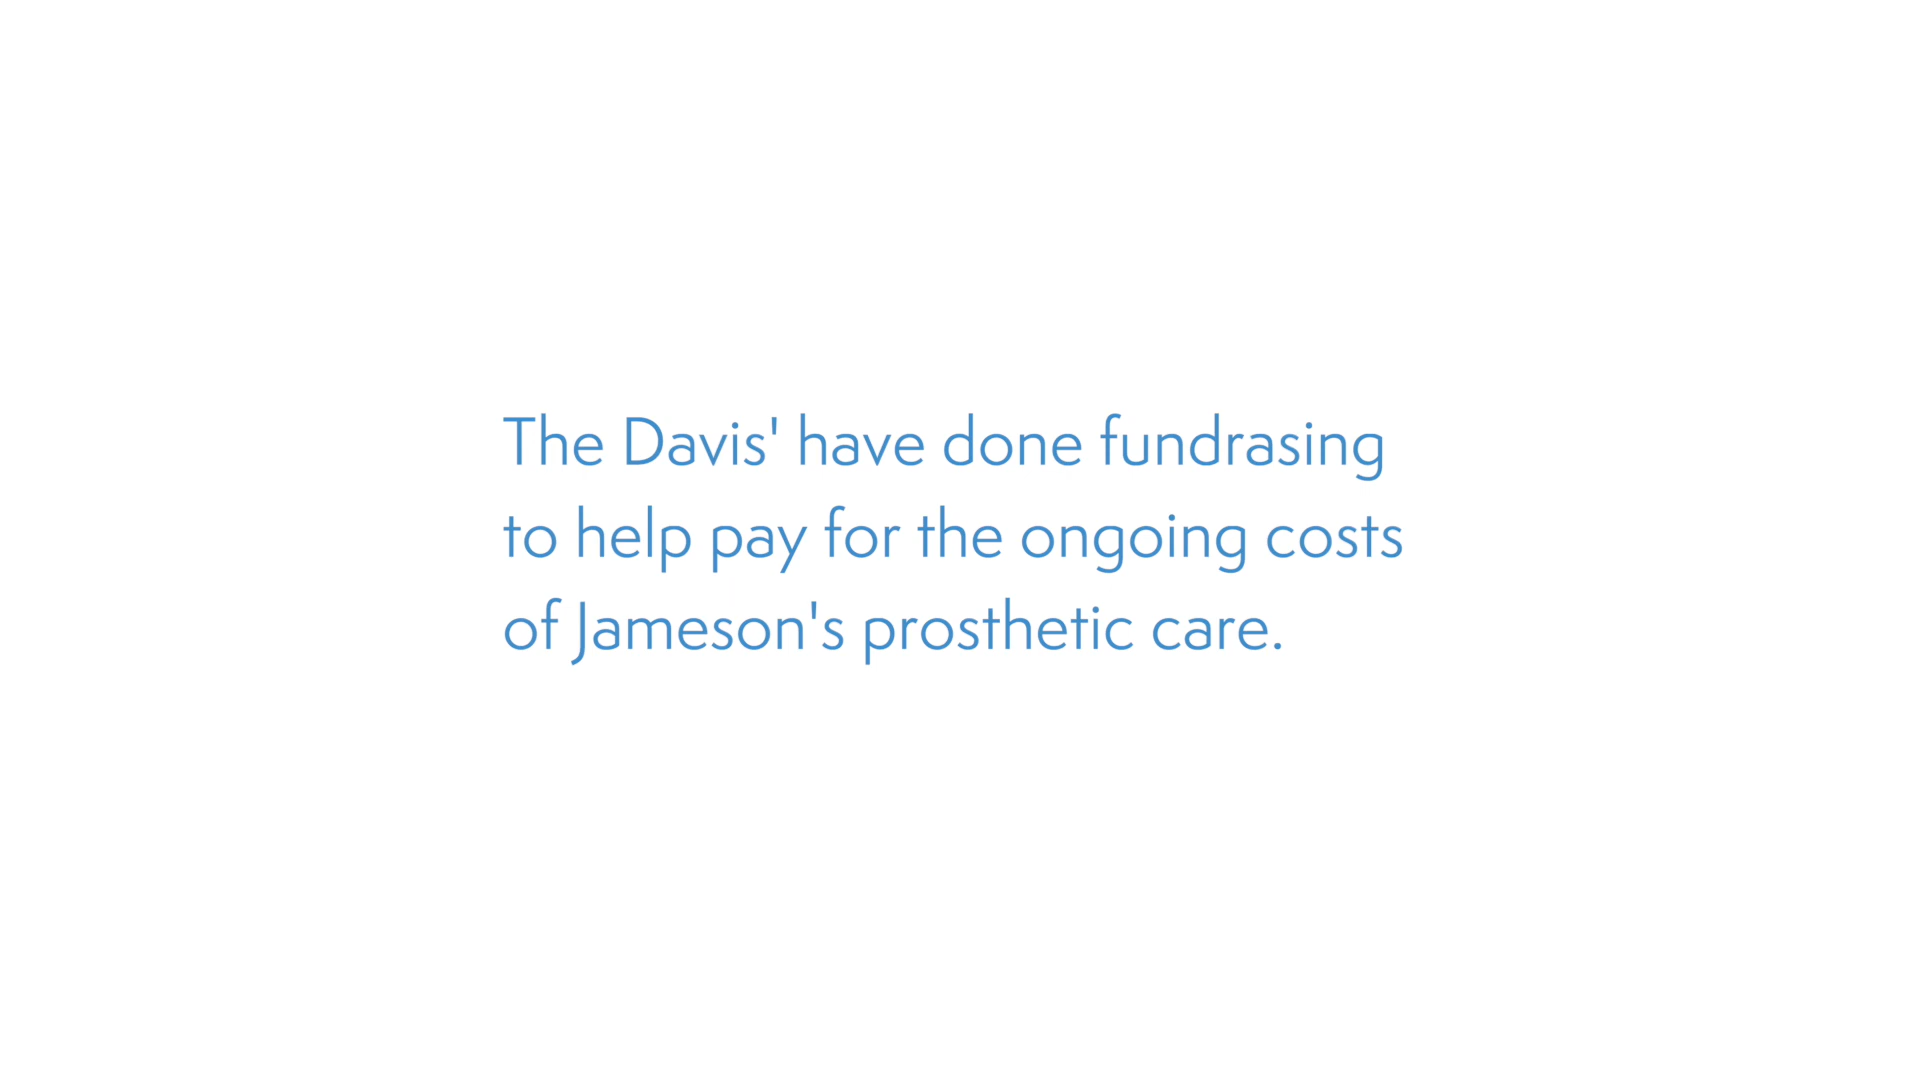 The Davis' have done fundrasing
to help pay for the ongoing costs
of Jameson's prosthetic care.